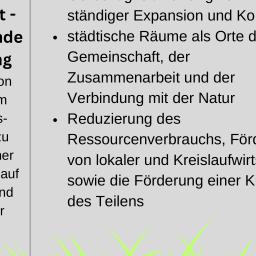 t -
nde
g
on
m
s-
zu
ner
auf
nd
r
ständiger Expansion und Ko
• städtische Räume als Orte d
Gemeinschaft, der
Zusammenarbeit und der
Verbindung mit der Natur
• Reduzierung des
Ressourcenverbrauchs, Förd
von lokaler und Kreislaufwirt
sowie die Förderung einer K
des Teilens